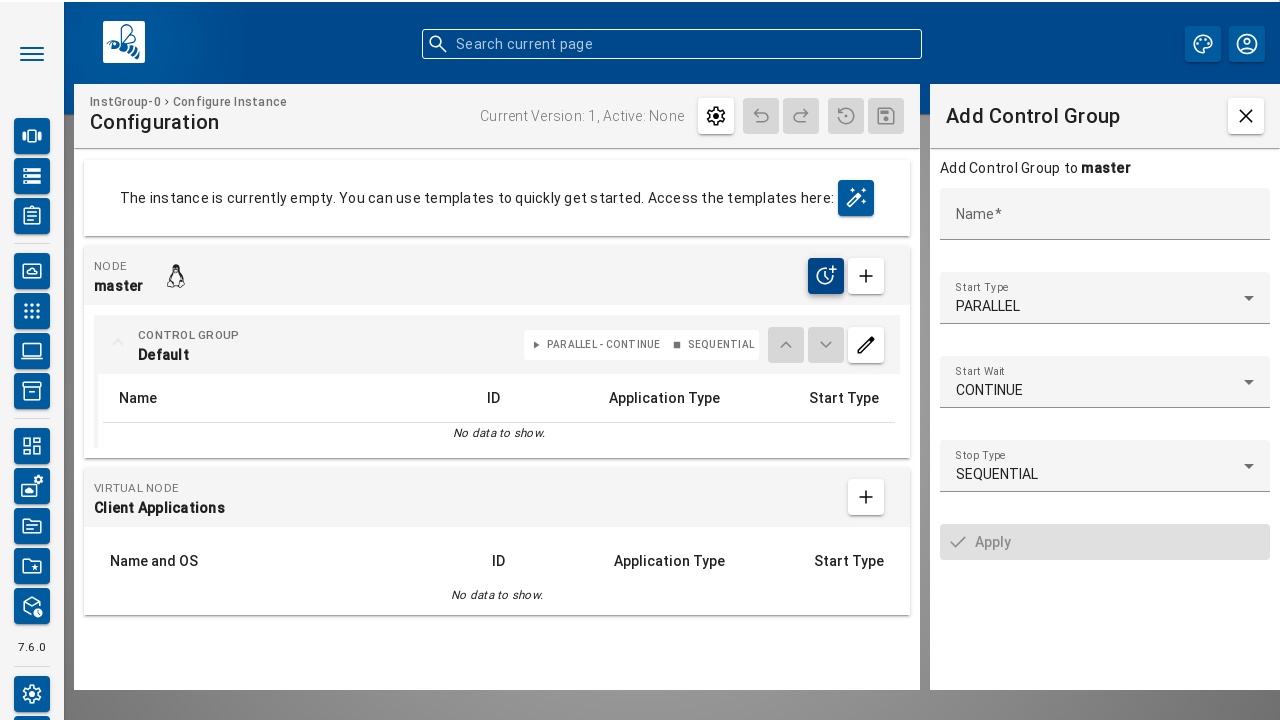 Search current page
InstGroup-0 › Configure Instance
Configuration
Current Version: 1, Active: None
The instance is currently empty. You can use templates to quickly get started. Access the templates here:
NODE
master
CONTROL GROUP
Default
PARALLEL - CONTINUE
SEQUENTIAL
Name ID Application Type Start Type
No data to show.
VIRTUAL NODE
Client Applications
Name and OS ID Application Type Start Type
No data to show.
7.6.0
Add Control Group
Add Control Group to master
Name*
Start Type
PARALLEL
Start Wait
CONTINUE
Stop Type
SEQUENTIAL
Apply